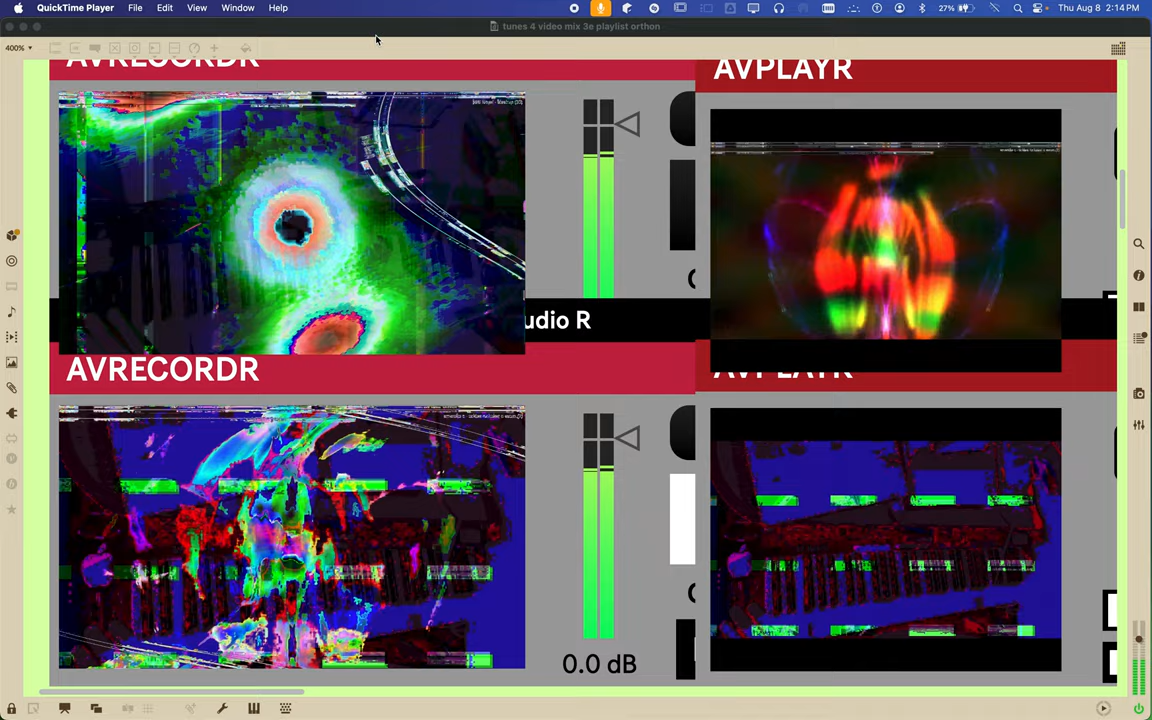 QuickTime Player File Edit View Window Help 27% Thu Aug 8 2:14 PM
tunes 4 video mix 3e playlist orthon
400%
AVRECORDR
AVPLAYR
udio R
AVRECORDR
AVPLAYR
0.0 dB